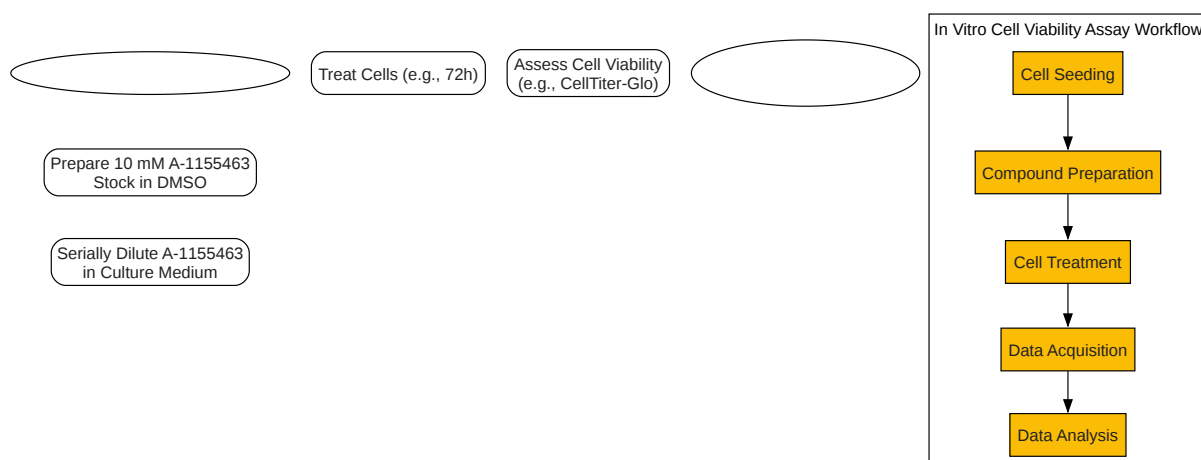 In Vitro Cell Viability Assay Workflow
Treat Cells (e.g., 72h)
Assess Cell Viability
(e.g., CellTiter-Glo)
Cell Seeding
Prepare 10 mM A-1155463
Stock in DMSO
Compound Preparation
Serially Dilute A-1155463
in Culture Medium
Cell Treatment
Data Acquisition
Data Analysis